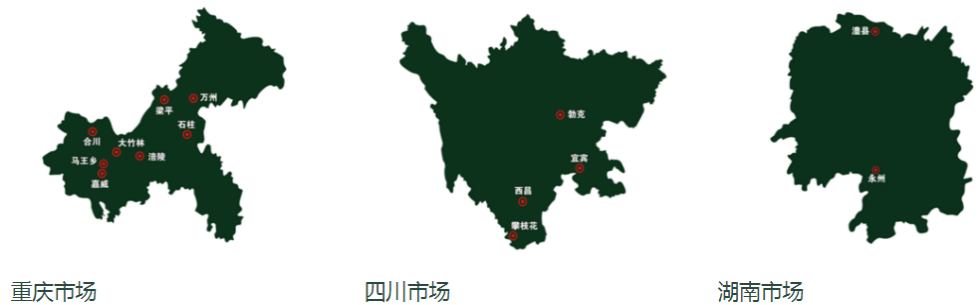 万州
梁平
石柱
合川
大竹林
涪陵
马王乡
嘉威
重庆市场
勃克
宜宾
西昌
攀枝花
四川市场
澧县
永州
湖南市场